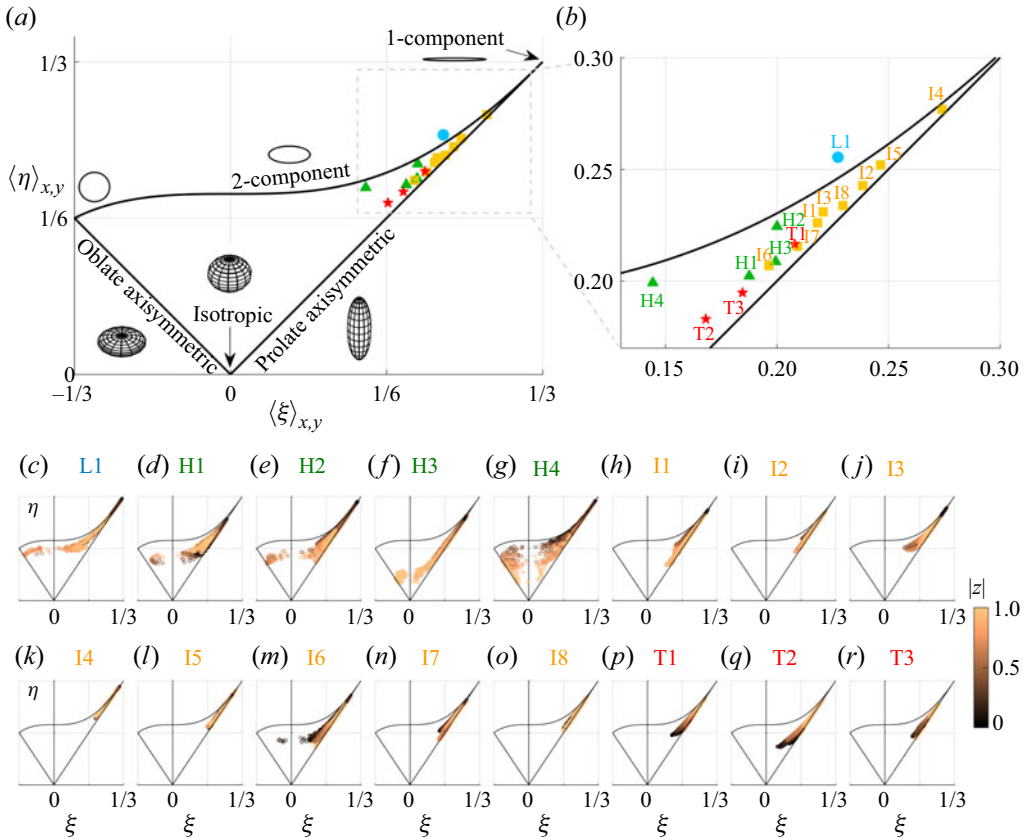 (a)
1-component
1/3
⟨η⟩x,y
2-component
1/6
Oblate axisymmetric
Isotropic
Prolate axisymmetric
0
–1/3
0
1/6
1/3
⟨ξ⟩x,y
(b)
0.30
I4
L1
0.25
I5
I2
I3
I8
I1
H2
T1
I7
H3
I6
H1
0.20
H4
T3
T2
0.15
0.20
0.25
0.30
(c) L1
(d) H1
(e) H2
(f) H3
(g) H4
(h) I1
(i) I2
(j) I3
η
0 1/3
0 1/3
0 1/3
0 1/3
0 1/3
0 1/3
0 1/3
0 1/3
|z|
1.0
0.5
0
(k) I4
(l) I5
(m) I6
(n) I7
(o) I8
(p) T1
(q) T2
(r) T3
η
0 1/3
0 1/3
0 1/3
0 1/3
0 1/3
0 1/3
0 1/3
0 1/3
ξ
ξ
ξ
ξ
ξ
ξ
ξ
ξ